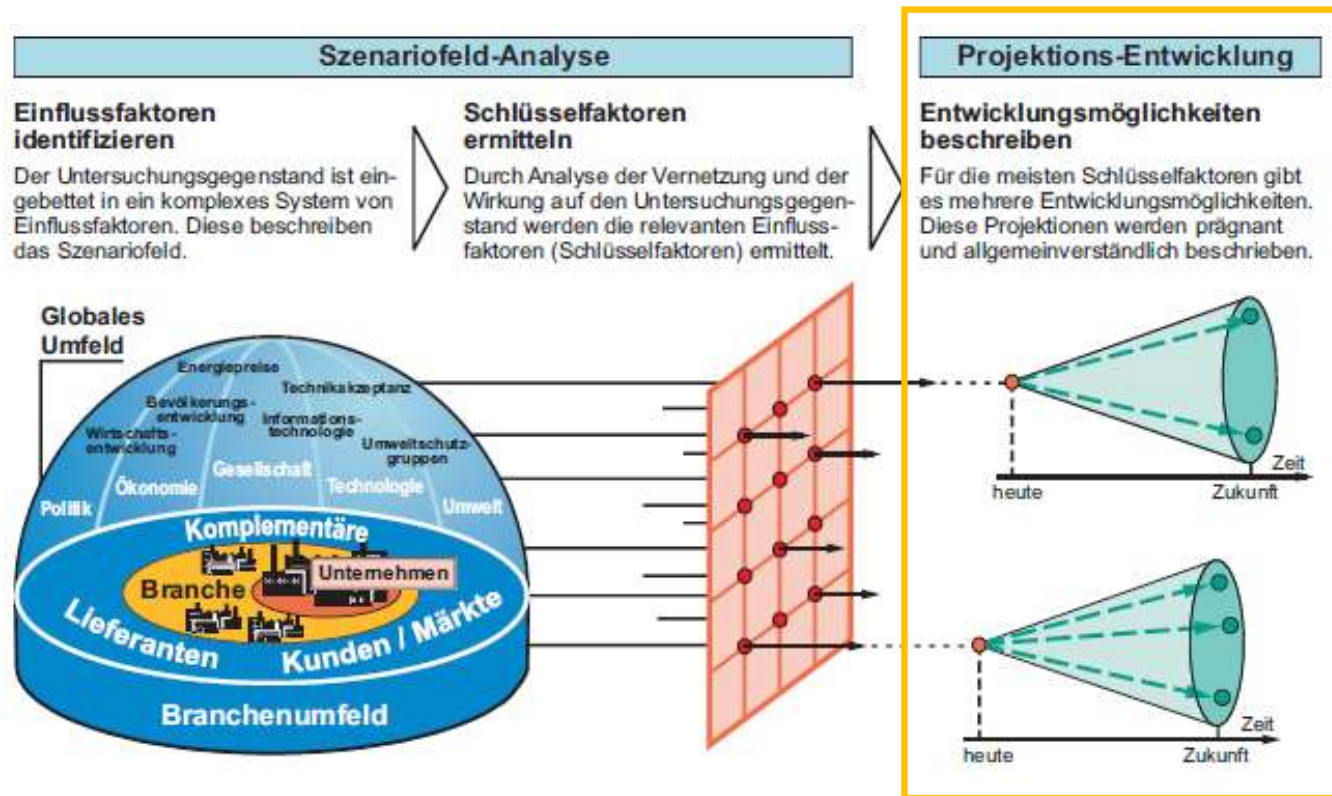 Szenariofeld-Analyse
Projektions-Entwicklung
Einflussfaktoren
identifizieren
Der Untersuchungsgegenstand ist ein-
gebettet in ein komplexes System von
Einflussfaktoren. Diese beschreiben
das Szenariofeld.
Schlüsselfaktoren
ermitteln
Durch Analyse der Vernetzung und der
Wirkung auf den Untersuchungsgegen-
stand werden die relevanten Einfluss-
faktoren (Schlüsselfaktoren) ermittelt.
Entwicklungsmöglichkeiten
beschreiben
Für die meisten Schlüsselfaktoren gibt
es mehrere Entwicklungsmöglichkeiten.
Diese Projektionen werden prägnant
und allgemeinverständlich beschrieben.
Globales
Umfeld
Energiepreise
Technikakzeptanz
Bevölkerungs-
entwicklung
Informations-
technologie
Wirtschafts-
entwicklung
Umweltschutz-
gruppen
Politik
Ökonomie
Gesellschaft
Technologie
Umwelt
Komplementäre
Unternehmen
Branche
Lieferanten
Kunden / Märkte
Branchenumfeld
Zeit
heute
Zukunft
Zeit
heute
Zukunft